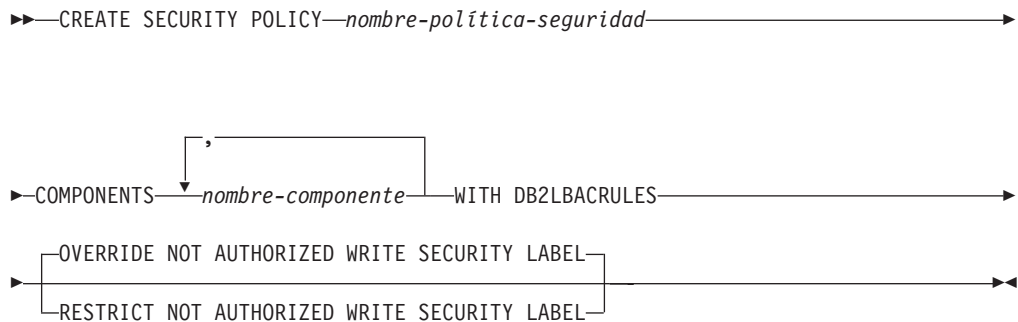 CREATE SECURITY POLICY nombre-política-seguridad
,
COMPONENTS nombre-componente WITH DB2LBACRULES
OVERRIDE NOT AUTHORIZED WRITE SECURITY LABEL
RESTRICT NOT AUTHORIZED WRITE SECURITY LABEL